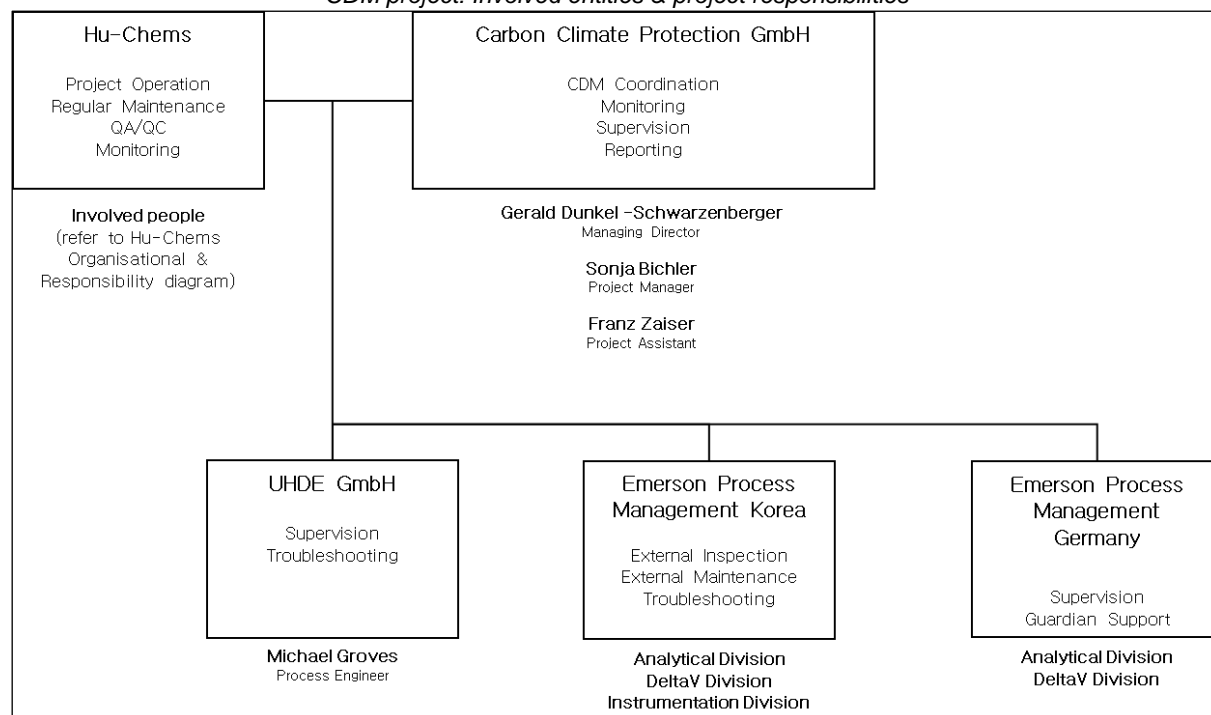 CDM project: Involved entities & project responsibilities
Hu-Chems
Project Operation
Regular Maintenance
QA/QC
Monitoring
Carbon Climate Protection GmbH
CDM Coordination
Monitoring
Supervision
Reporting
Involved people
(refer to Hu-Chems
Organisational &
Responsibility diagram)
Gerald Dunkel -Schwarzenberger
Managing Director
Sonja Bichler
Project Manager
Franz Zaiser
Project Assistant
UHDE GmbH
Supervision
Troubleshooting
Emerson Process
Management Korea
External Inspection
External Maintenance
Troubleshooting
Emerson Process
Management
Germany
Supervision
Guardian Support
Michael Groves
Process Engineer
Analytical Division
DeltaV Division
Instrumentation Division
Analytical Division
DeltaV Division